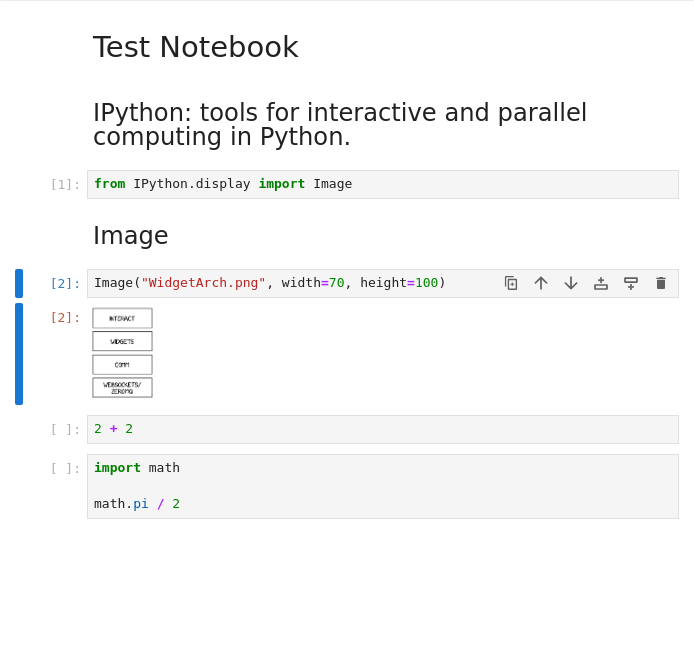 Test Notebook
IPython: tools for interactive and parallel
computing in Python.
[1]: from IPython.display import Image
Image
[2]: Image("WidgetArch.png", width=70, height=100)
[2]:
INTERACT
WIDGETS
COMM
WEBSOCKETS/
ZEROMQ
[ ]: 2 + 2
[ ]: import math
math.pi / 2